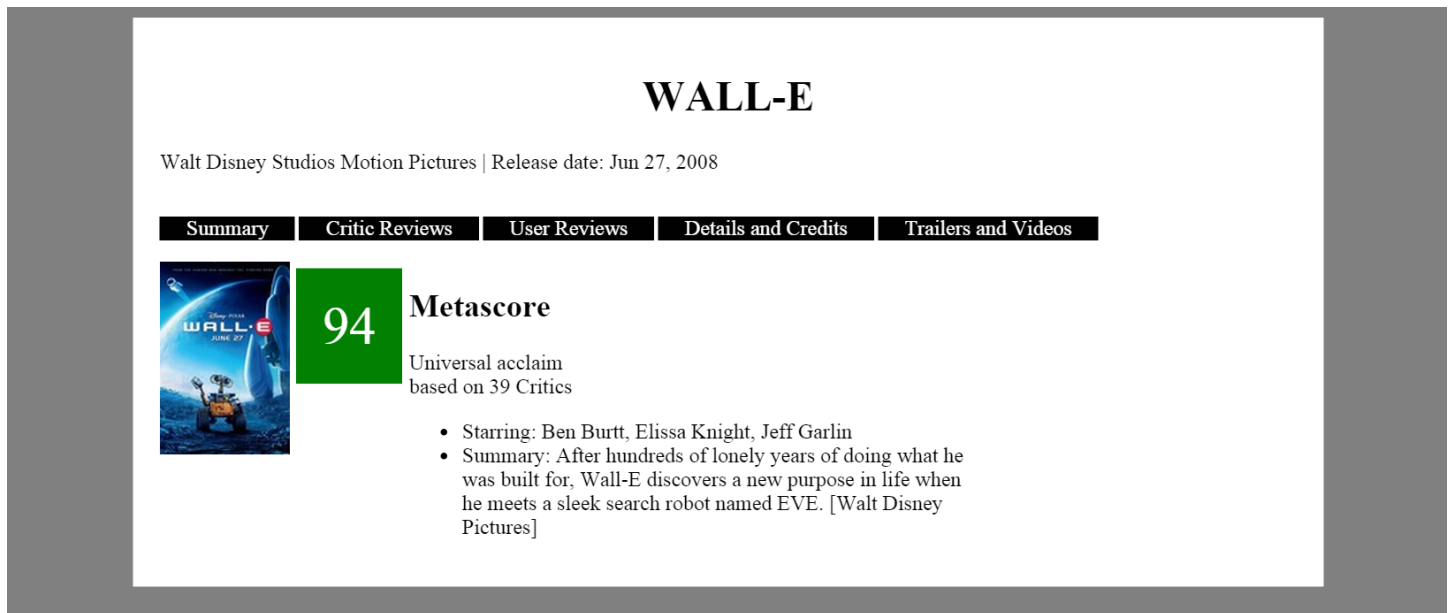 WALL-E
Walt Disney Studios Motion Pictures | Release date: Jun 27, 2008
Summary Critic Reviews User Reviews Details and Credits Trailers and Videos
Disney PIXAR
WALL·E
JUNE 27
94
Metascore
Universal acclaim
based on 39 Critics
• Starring: Ben Burtt, Elissa Knight, Jeff Garlin
• Summary: After hundreds of lonely years of doing what he
was built for, Wall-E discovers a new purpose in life when
he meets a sleek search robot named EVE. [Walt Disney
Pictures]